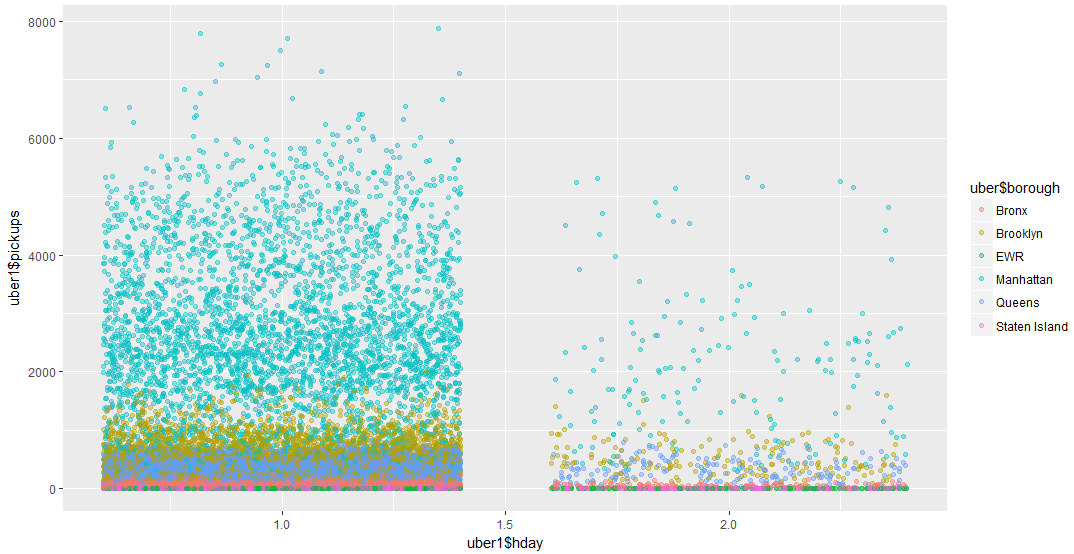 8000
6000
4000
2000
0
uber1$pickups
1.0
1.5
2.0
uber1$hday
uber$borough
Bronx
Brooklyn
EWR
Manhattan
Queens
Staten Island